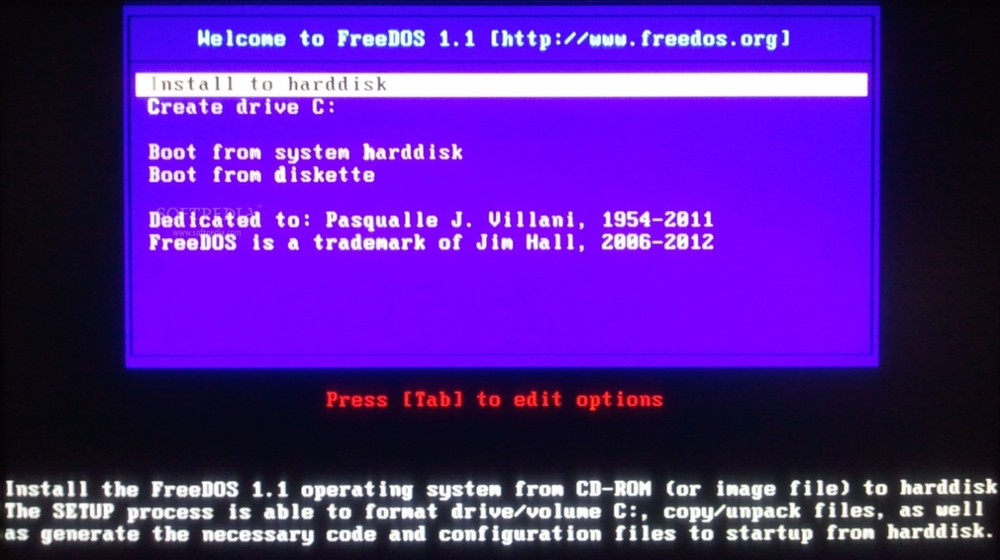 Welcome to FreeDOS 1.1 [http://www.freedos.org]
Install to harddisk
Create drive C:
Boot from system harddisk
Boot from diskette
SOFTPEDIA™
www.softpedia.com
Dedicated to: Pasqualle J. Villani, 1954-2011
FreeDOS is a trademark of Jim Hall, 2006-2012
Press [Tab] to edit options
Install the FreeDOS 1.1 operating system from CD-ROM (or image file) to harddisk
The SETUP process is able to format drive/volume C:, copy/unpack files, as well
as generate the necessary code and configuration files to startup from harddisk.